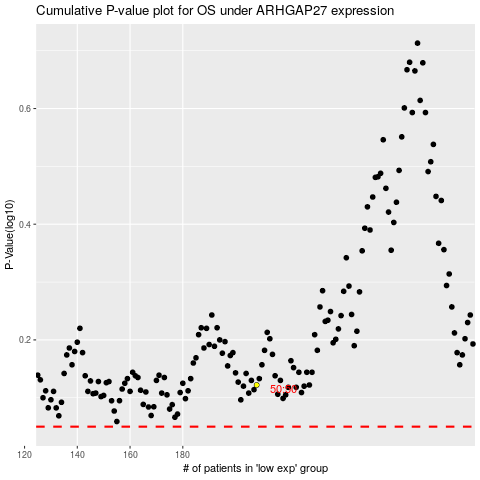 Cumulative P-value plot for OS under ARHGAP27 expression
P-Value(log10)
0.6
0.4
0.2
50:50
120 140 160 180
# of patients in 'low exp' group